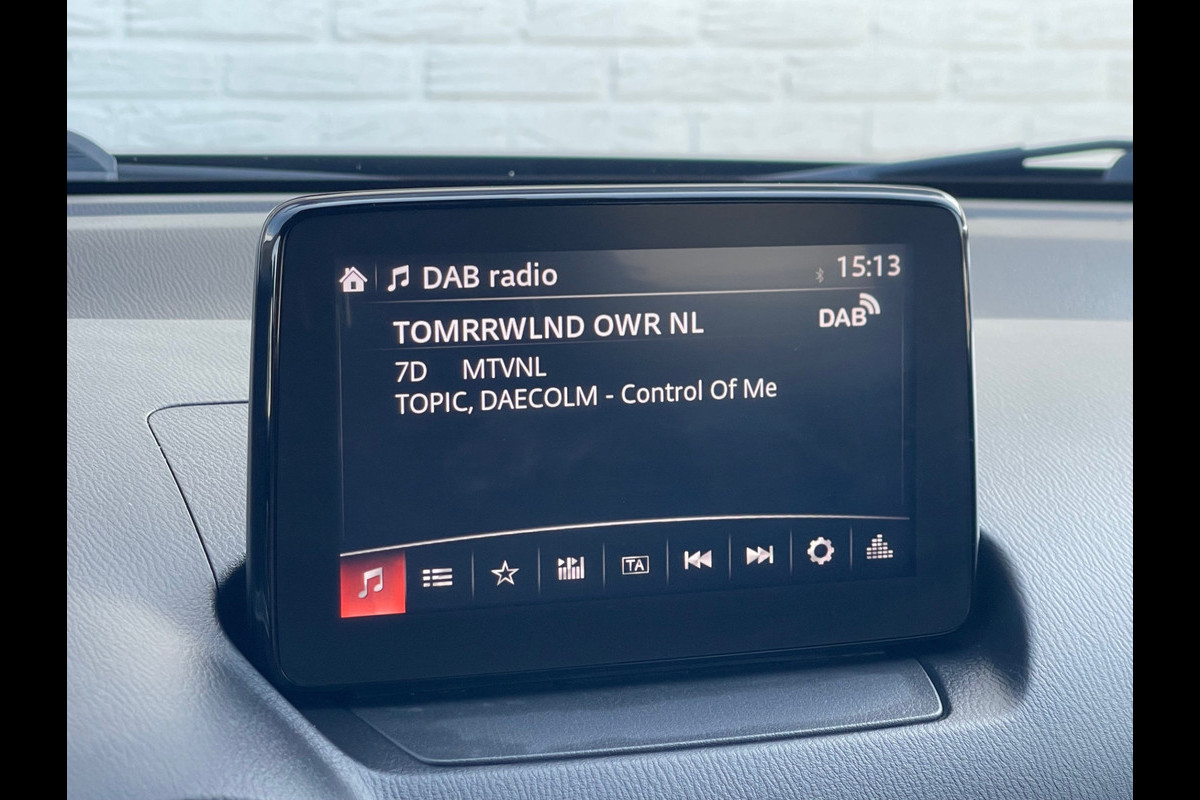 DAB radio 15:13
TOMRRWLND OWR NL DAB
7D MTVNL
TOPIC, DAECOLM - Control Of Me
TA